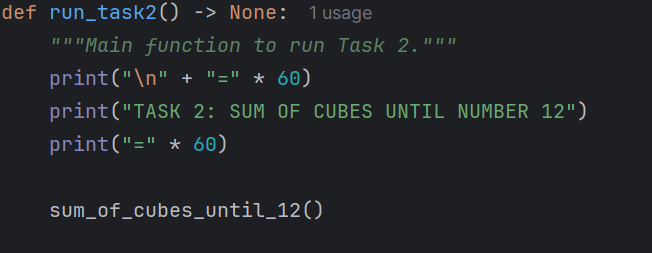 def run_task2() -> None:  1 usage
    """Main function to run Task 2."""
    print("\n" + "=" * 60)
    print("TASK 2: SUM OF CUBES UNTIL NUMBER 12")
    print("=" * 60)

    sum_of_cubes_until_12()